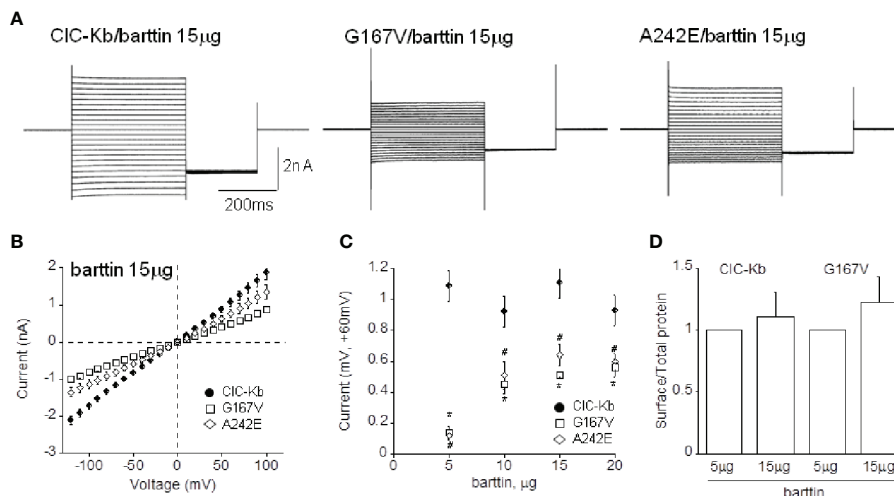 A
ClC-Kb/barttin 15µg
G167V/barttin 15µg
A242E/barttin 15µg
2nA
200ms
B
barttin 15µg
2
1
0
-1
-2
-3
Current (nA)
-100
-50
0
50
100
Voltage (mV)
ClC-Kb
G167V
A242E
C
1.2
1
0.8
0.6
0.4
0.2
0
Current (mV, +60mV)
#
#
#
*
*
*
*
#
ClC-Kb
G167V
A242E
0
5
10
15
20
barttin, µg
D
1.5
1
0.5
0
Surface/Total protein
ClC-Kb
G167V
5µg
15µg
5µg
15µg
barttin